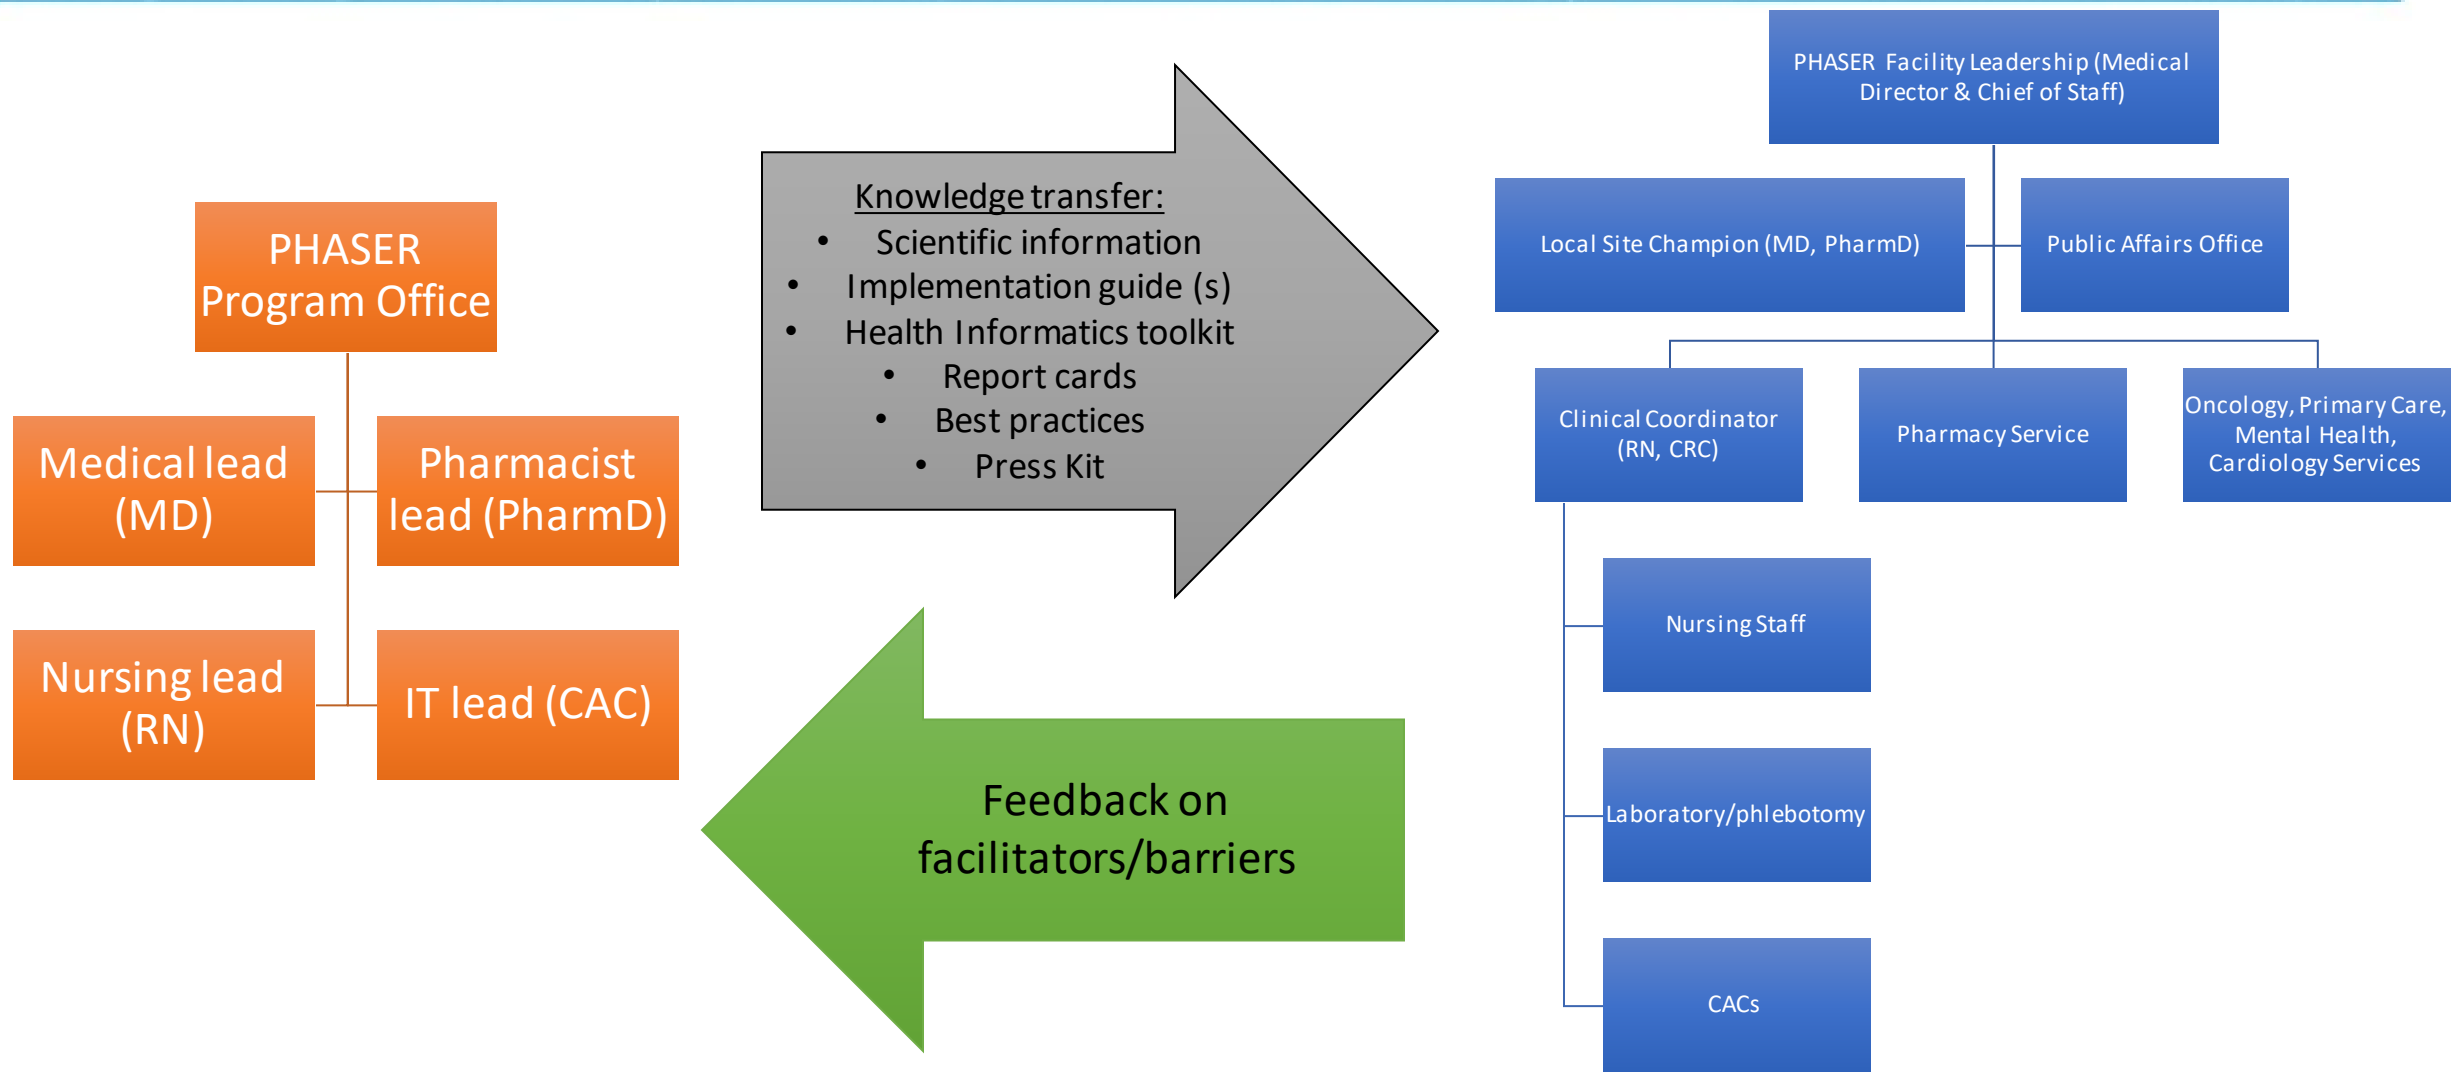 PHASER
Program Office
Medical lead
(MD)
Pharmacist
lead (PharmD)
Nursing lead
(RN)
IT lead (CAC)
Knowledge transfer:
• Scientific information
• Implementation guide (s)
• Health Informatics toolkit
• Report cards
• Best practices
• Press Kit
Feedback on
facilitators/barriers
PHASER Facility Leadership (Medical
Director & Chief of Staff)
Local Site Champion (MD, PharmD)
Public Affairs Office
Clinical Coordinator
(RN, CRC)
Pharmacy Service
Oncology, Primary Care,
Mental Health,
Cardiology Services
Nursing Staff
Laboratory/phlebotomy
CACs